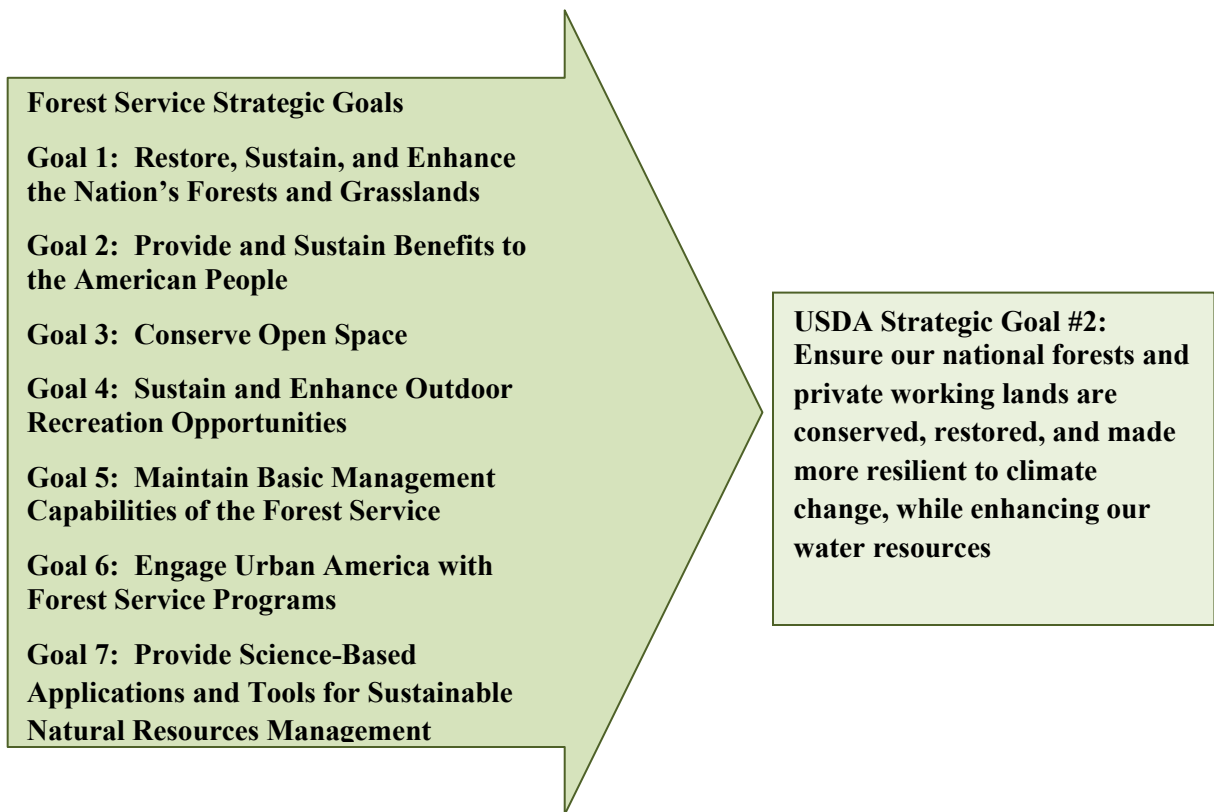 Forest Service Strategic Goals
Goal 1:  Restore, Sustain, and Enhance
the Nation’s Forests and Grasslands
Goal 2:  Provide and Sustain Benefits to
the American People
Goal 3:  Conserve Open Space
Goal 4:  Sustain and Enhance Outdoor
Recreation Opportunities
Goal 5:  Maintain Basic Management
Capabilities of the Forest Service
Goal 6:  Engage Urban America with
Forest Service Programs
Goal 7:  Provide Science-Based
Applications and Tools for Sustainable
Natural Resources Management
USDA Strategic Goal #2:
Ensure our national forests and
private working lands are
conserved, restored, and made
more resilient to climate
change, while enhancing our
water resources